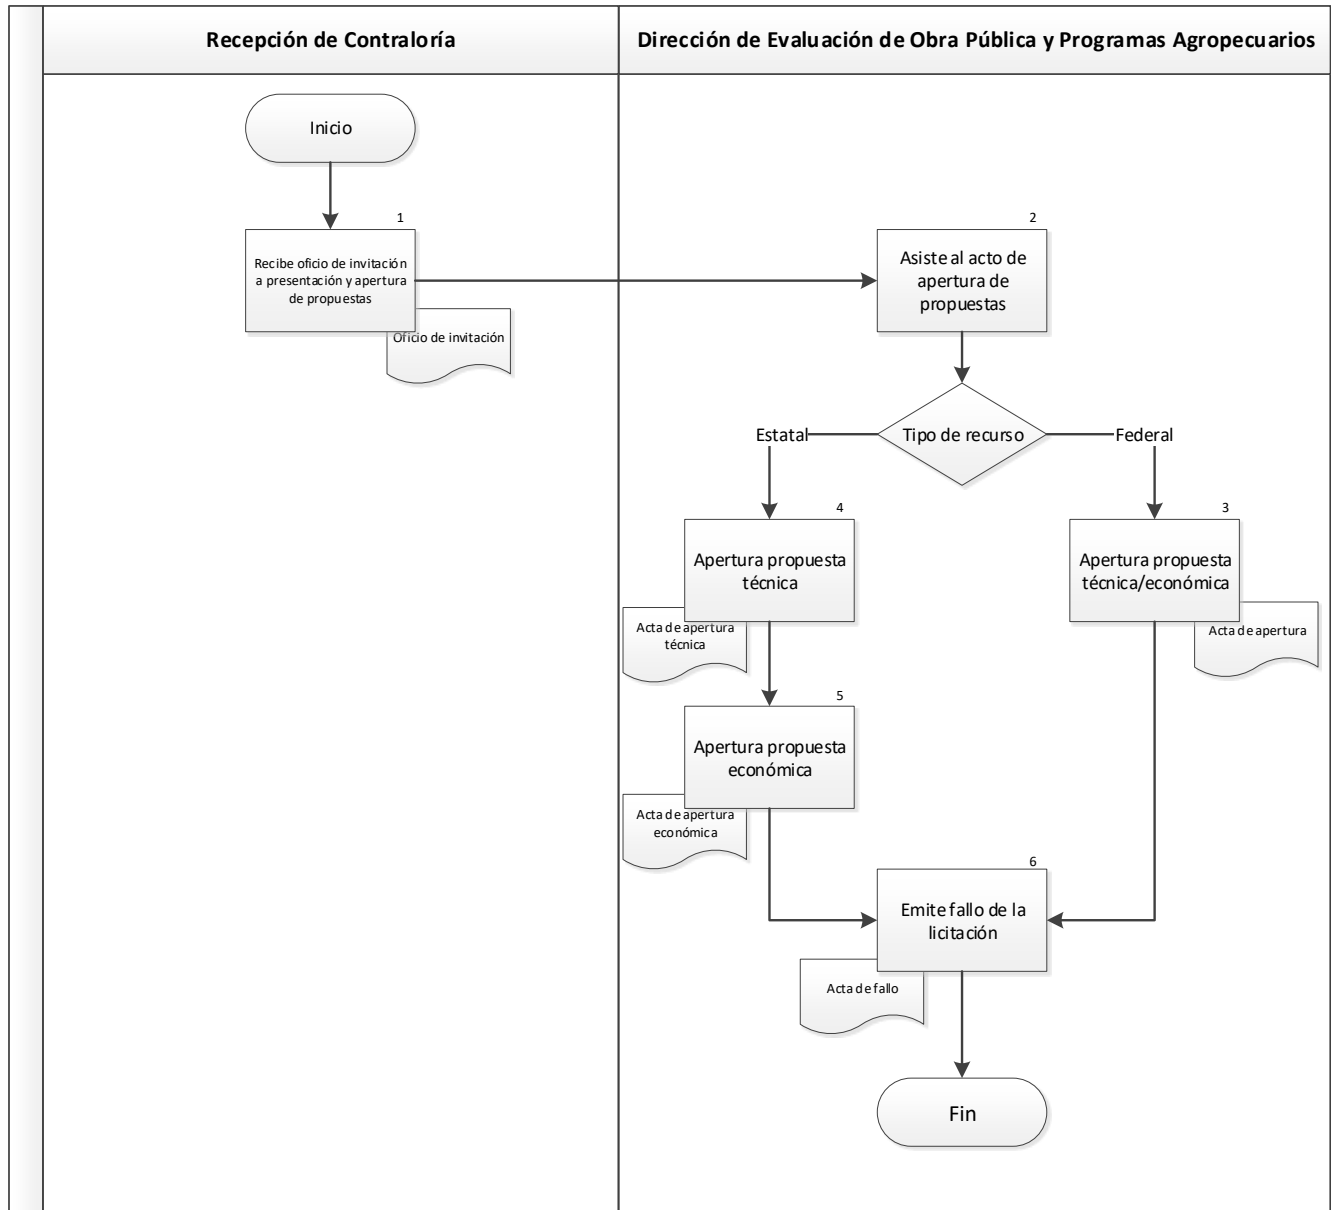 Recepción de Contraloría
Dirección de Evaluación de Obra Pública y Programas Agropecuarios
Inicio
1
Recibe oficio de invitación
a presentación y apertura
de propuestas
Oficio de invitación
2
Asiste al acto de
apertura de
propuestas
Tipo de recurso
Estatal
Federal
4
Apertura propuesta
técnica
Acta de apertura
técnica
3
Apertura propuesta
técnica/económica
Acta de apertura
5
Apertura propuesta
económica
Acta de apertura
económica
6
Emite fallo de la
licitación
Acta de fallo
Fin